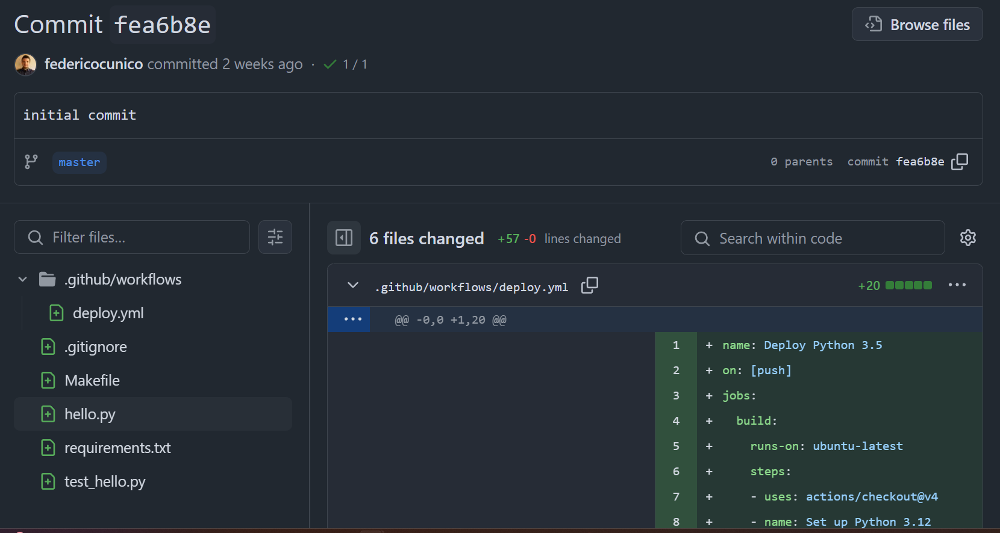 Commit fea6b8e
Browse files
federicocunico committed 2 weeks ago · 1 / 1
initial commit
master
0 parents commit fea6b8e
Filter files...
.github/workflows
deploy.yml
.gitignore
Makefile
hello.py
requirements.txt
test_hello.py
6 files changed +57 -0 lines changed
Search within code
.github/workflows/deploy.yml
+20
@@ -0,0 +1,20 @@
1 + name: Deploy Python 3.5
2 + on: [push]
3 + jobs:
4 +   build:
5 +     runs-on: ubuntu-latest
6 +     steps:
7 +     - uses: actions/checkout@v4
8 +     - name: Set up Python 3.12